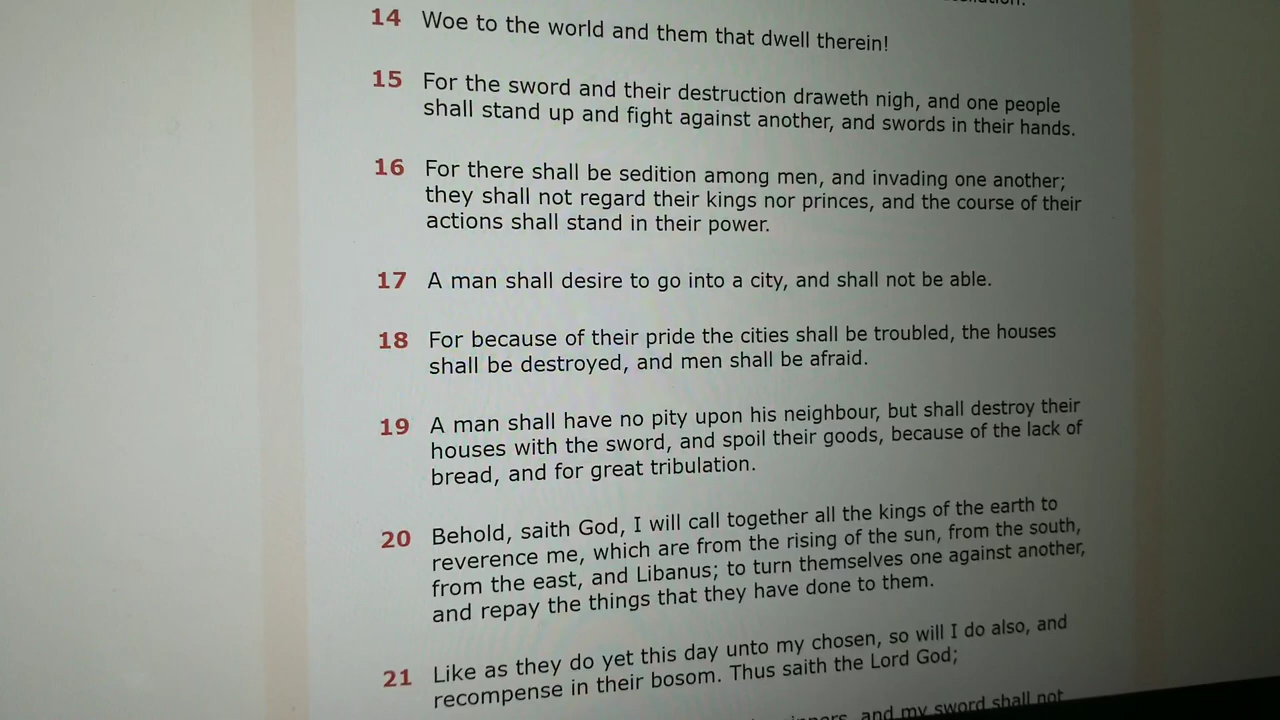 14 Woe to the world and them that dwell therein!
15 For the sword and their destruction draweth nigh, and one people
shall stand up and fight against another, and swords in their hands.
16 For there shall be sedition among men, and invading one another;
they shall not regard their kings nor princes, and the course of their
actions shall stand in their power.
17 A man shall desire to go into a city, and shall not be able.
18 For because of their pride the cities shall be troubled, the houses
shall be destroyed, and men shall be afraid.
19 A man shall have no pity upon his neighbour, but shall destroy their
houses with the sword, and spoil their goods, because of the lack of
bread, and for great tribulation.
20 Behold, saith God, I will call together all the kings of the earth to
reverence me, which are from the rising of the sun, from the south,
from the east, and Libanus; to turn themselves one against another,
and repay the things that they have done to them.
21 Like as they do yet this day unto my chosen, so will I do also, and
recompense in their bosom. Thus saith the Lord God;
and my sword shall not